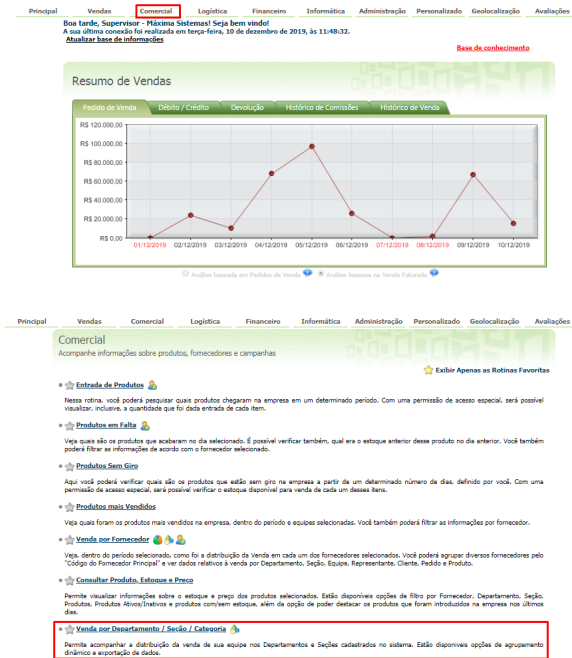 Principal Vendas Comercial Logística Financeiro Informática Administração Personalizado Geolocalização Avaliações
Boa tarde, Supervisor - Máxima Sistemas! Seja bem vindo!
A sua última conexão foi realizada em terça-feira, 10 de dezembro de 2019, às 11:48:32.
Atualizar base de informações
Base de conhecimento
Resumo de Vendas
Pedido de Venda Débito / Crédito Devolução Histórico de Comissões Histórico de Venda
R$ 120.000,00
R$ 100.000,00
R$ 80.000,00
R$ 60.000,00
R$ 40.000,00
R$ 20.000,00
R$ 0,00
01/12/2019 02/12/2019 03/12/2019 04/12/2019 05/12/2019 06/12/2019 07/12/2019 08/12/2019 09/12/2019 10/12/2019
Análise baseada em Pedidos de Venda Análise baseada na Venda Faturada
Principal Vendas Comercial Logística Financeiro Informática Administração Personalizado Geolocalização Avaliações
Comercial
Acompanhe informações sobre produtos, fornecedores e campanhas
Exibir Apenas as Rotinas Favoritas
Entrada de Produtos
Nessa rotina, você poderá pesquisar quais produtos chegaram na empresa em um determinado período. Com uma permissão de acesso especial, será possível
visualizar, inclusive, a quantidade que foi dada entrada de cada item.
Produtos em Falta
Veja quais são os produtos que acabaram no dia selecionado. É possível verificar também, qual era o estoque anterior desse produto no dia anterior. Você também
poderá filtrar as informações de acordo com o fornecedor selecionado.
Produtos Sem Giro
Aqui você poderá verificar quais são os produtos que estão sem giro na empresa a partir de um determinado número de dias, definido por você. Com uma
permissão de acesso especial, será possível verificar o estoque disponível para venda de cada um desses itens.
Produtos mais Vendidos
Veja quais foram os produtos mais vendidos na empresa, dentro do período e equipes selecionadas. Você também poderá filtrar as informações por fornecedor.
Venda por Fornecedor
Veja, dentro do período selecionado, como foi a distribuição da Venda em cada um dos fornecedores selecionados. Você poderá agrupar diversos fornecedores pelo
"Código do Fornecedor Principal" e ver dados relativos à venda por Departamento, Seção, Equipe, Representante, Cliente, Pedido e Produto.
Consultar Produto, Estoque e Preço
Permite visualizar informações sobre o estoque e preço dos produtos selecionados. Estão disponíveis opções de filtro por Fornecedor, Departamento, Seção,
Produtos, Produtos Ativos/Inativos e produtos com/sem estoque, além da opção de poder destacar os produtos que foram introduzidos na empresa nos últimos
dias.
Venda por Departamento / Seção / Categoria
Permite acompanhar a distribuição da venda de sua equipe nos Departamentos e Seções cadastrados no sistema. Estão disponíveis opções de agrupamento
dinâmico e exportação de dados.